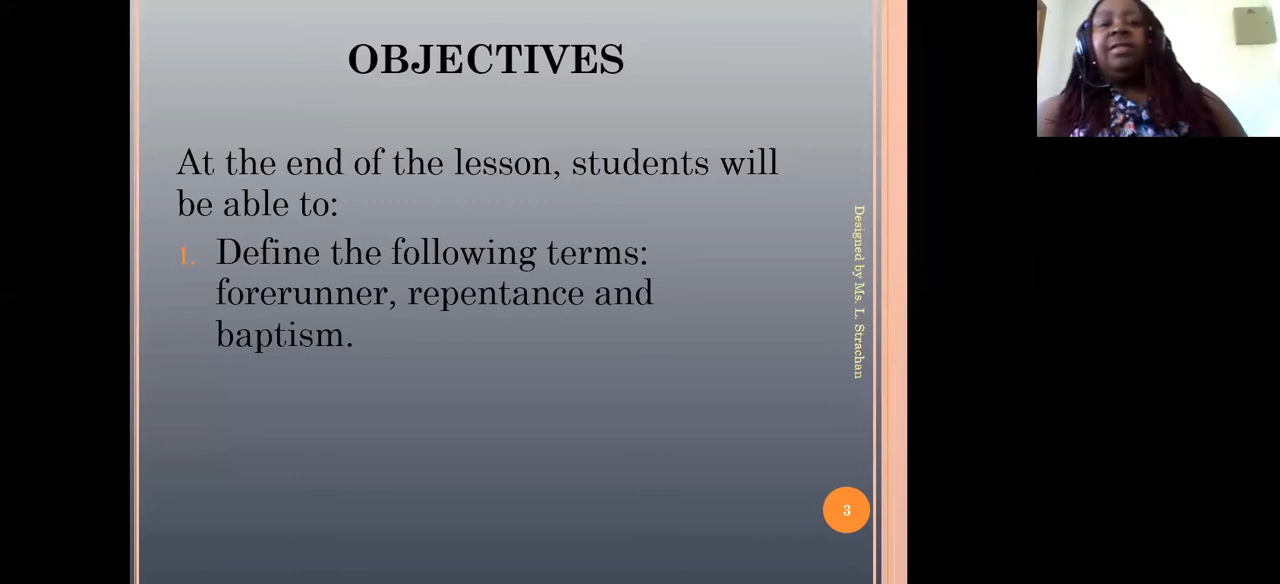 OBJECTIVES
At the end of the lesson, students will
be able to:
1. Define the following terms:
forerunner, repentance and
baptism.
Designed by Ms. L. Strachan
3